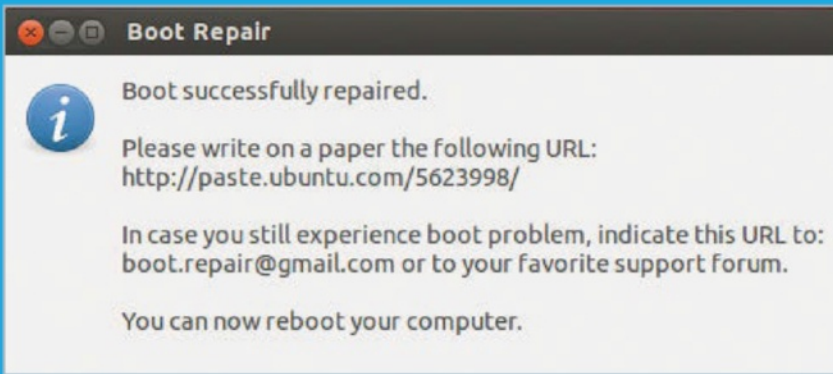 Boot Repair
Boot successfully repaired.
Please write on a paper the following URL:
http://paste.ubuntu.com/5623998/
In case you still experience boot problem, indicate this URL to:
boot.repair@gmail.com or to your favorite support forum.
You can now reboot your computer.